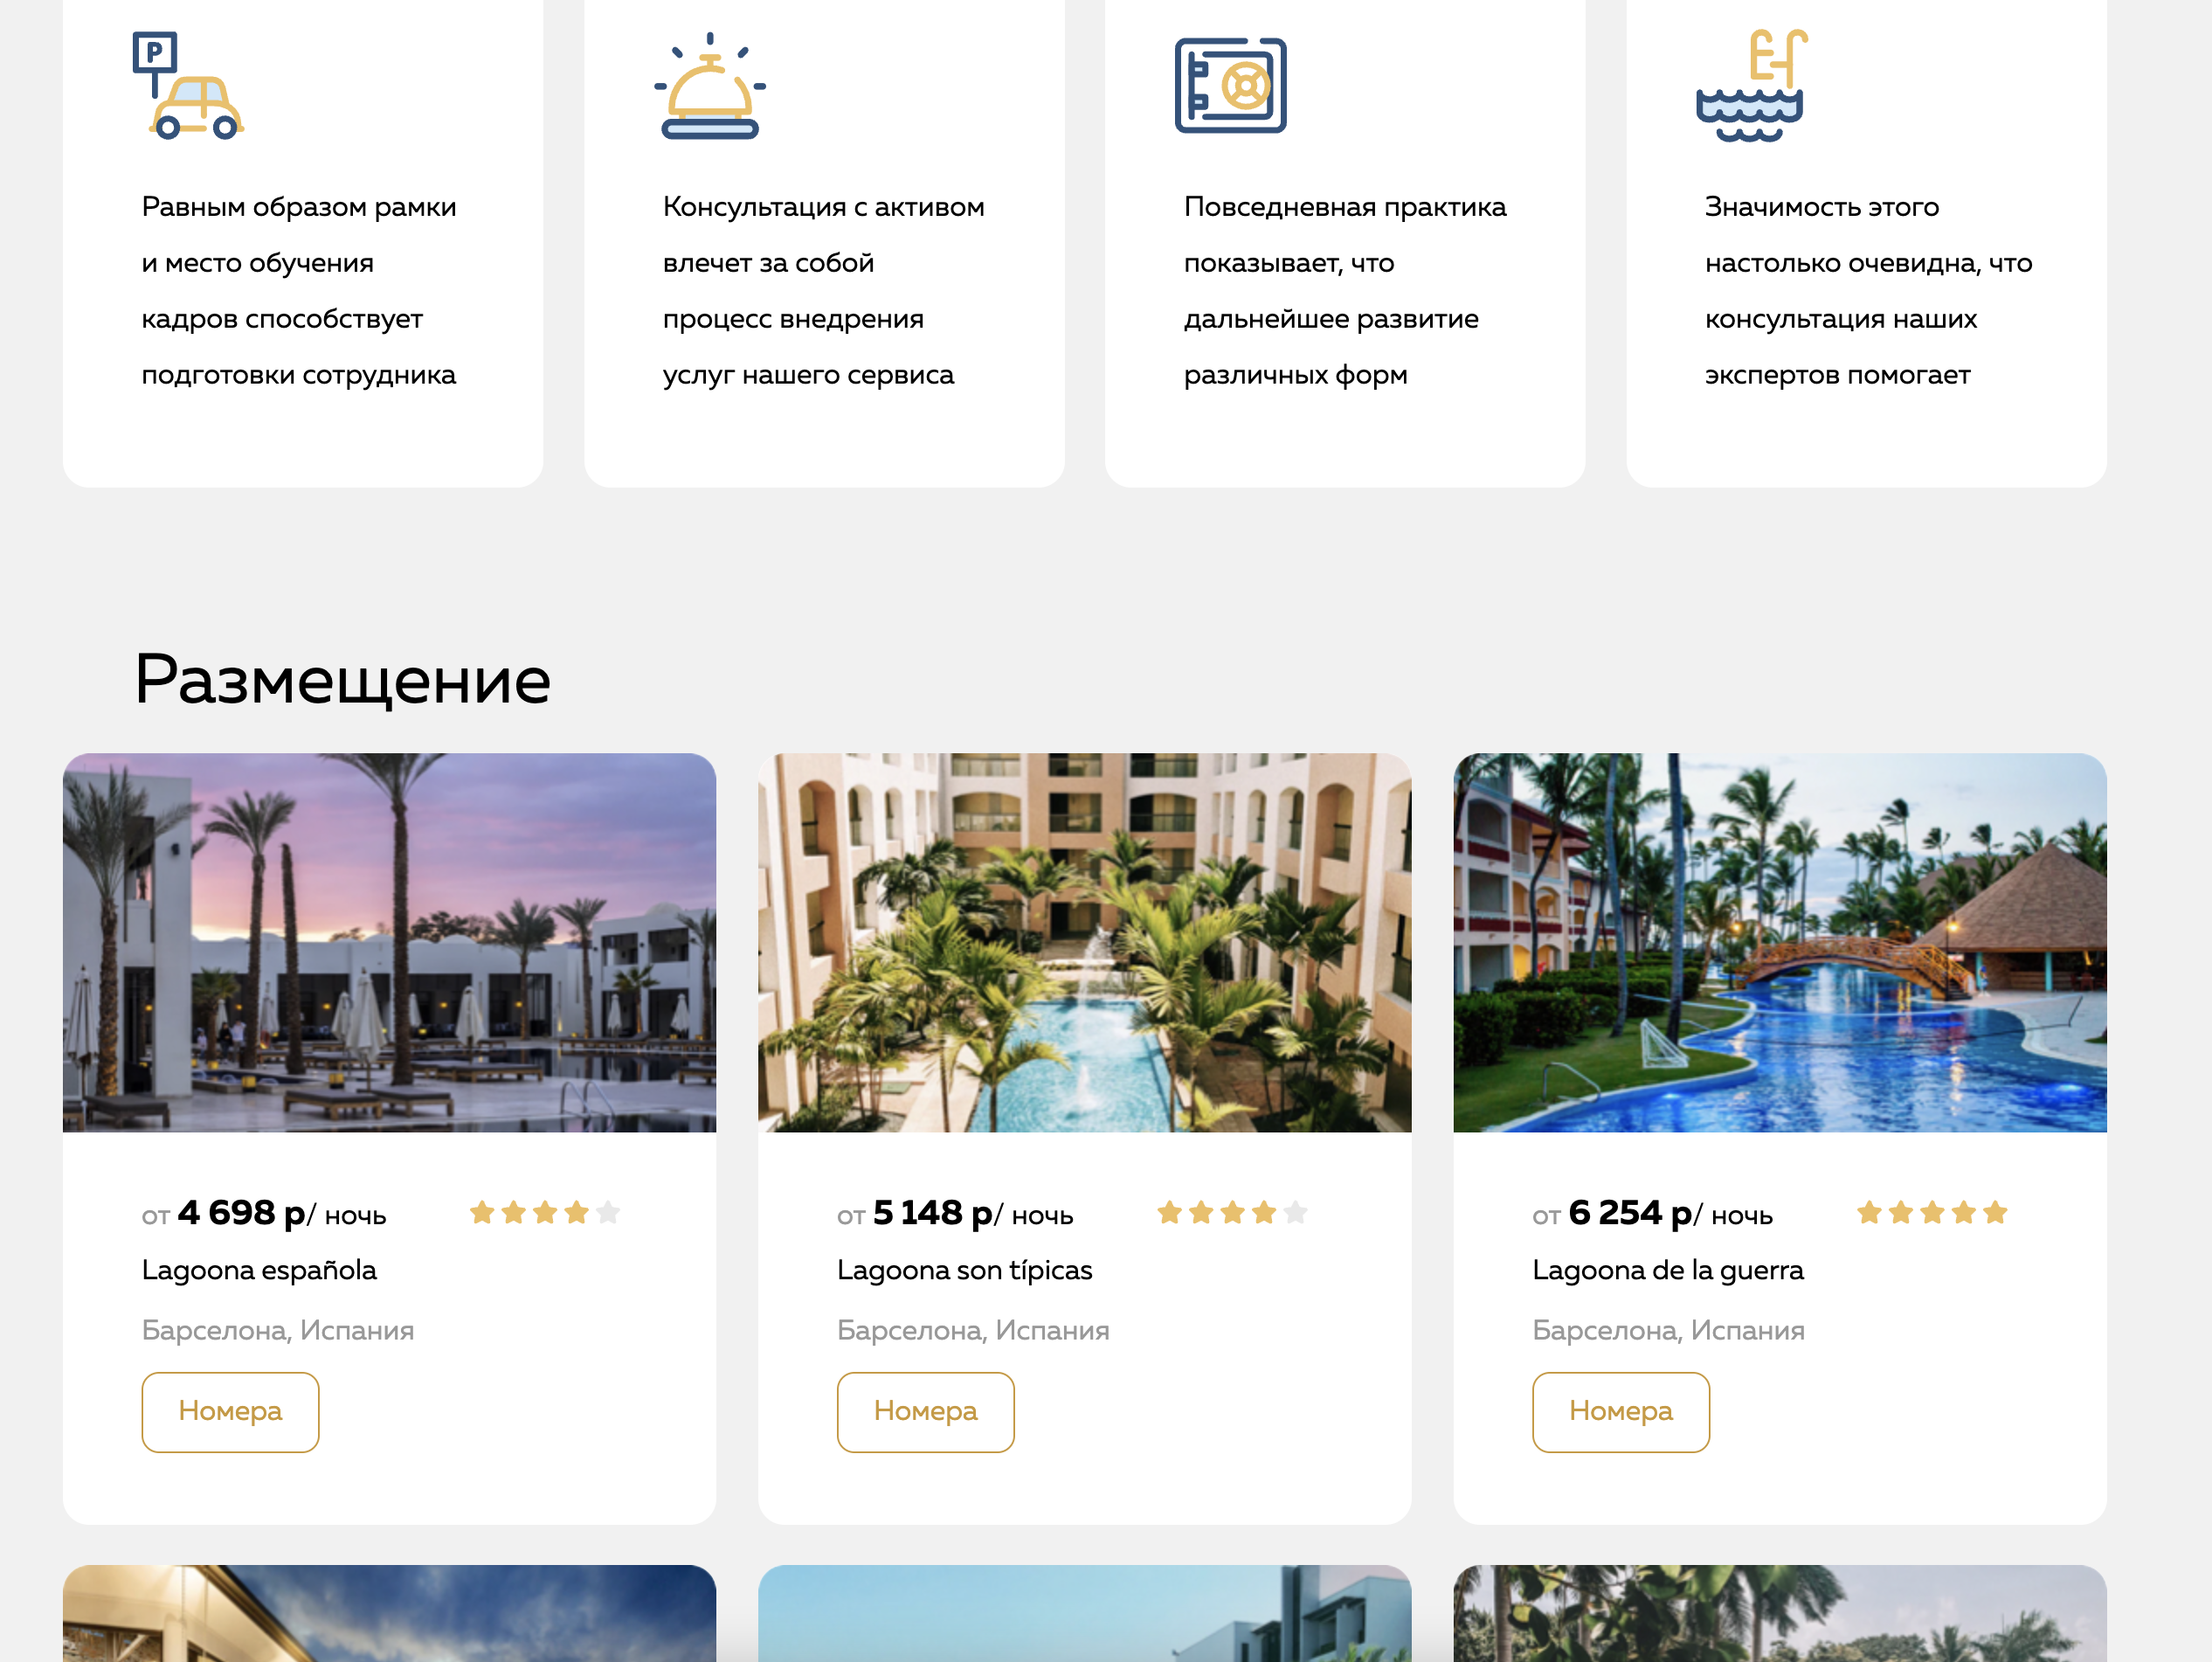 P
Равным образом рамки
и место обучения
кадров способствует
подготовки сотрудника
Консультация с активом
влечет за собой
процесс внедрения
услуг нашего сервиса
Повседневная практика
показывает, что
дальнейшее развитие
различных форм
Значимость этого
настолько очевидна, что
консультация наших
экспертов помогает
Размещение
от 4 698 р/ ночь
Lagoona española
Барселона, Испания
Номера
от 5 148 р/ ночь
Lagoona son típicas
Барселона, Испания
Номера
от 6 254 р/ ночь
Lagoona de la guerra
Барселона, Испания
Номера